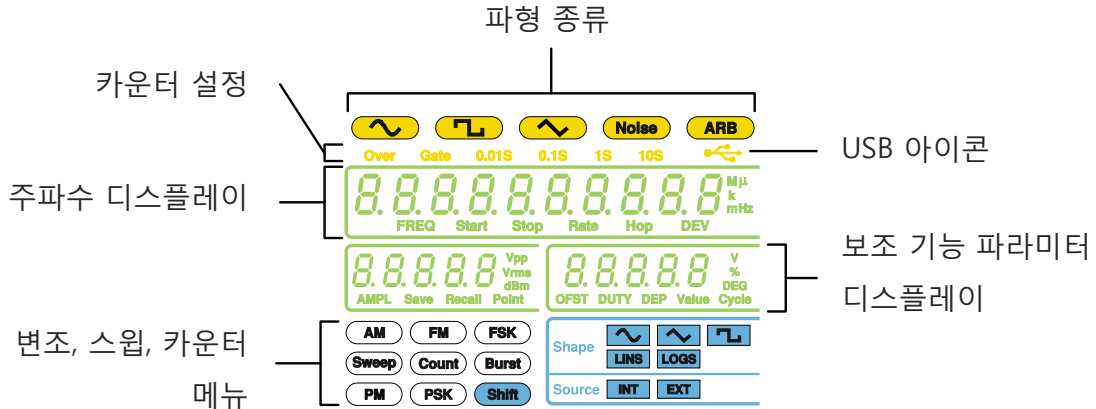 파형 종류
카운터 설정
Noise ARB
Over Gate 0.01S 0.1S 1S 10S
USB 아이콘
주파수 디스플레이
8.8.8.8.8.8.8.8.8.8
Mμ
k
mHz
FREQ Start Stop Rate Hop DEV
보조 기능 파라미터
디스플레이
8.8.8.8.8
Vpp
Vrms
dBm
AMPL Save Recall Point
8.8.8.8.8
V
%
DEG
OFST DUTY DEP Value Cycle
변조, 스윕, 카운터
메뉴
AM FM FSK
Sweep Count Burst
PM PSK Shift
Shape
LINS LOGS
Source INT EXT